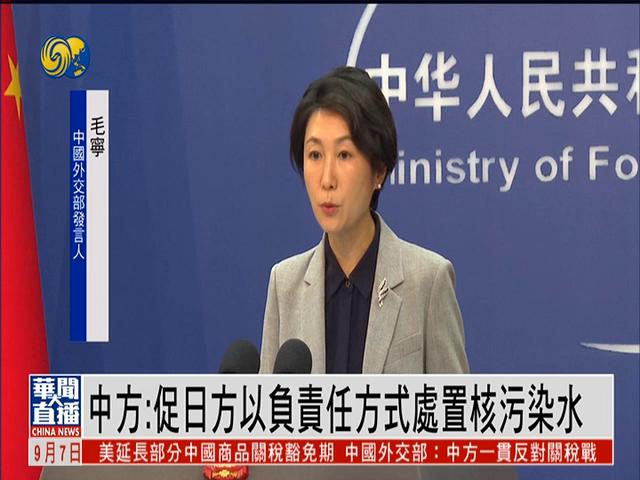 中华人民共和
Ministry of Fo
毛寧
中國外交部發言人
華聞
大直播
CHINA NEWS
9月7日
中方:促日方以負責任方式處置核污染水
美延長部分中國商品關稅豁免期 中國外交部：中方一貫反對關稅戰